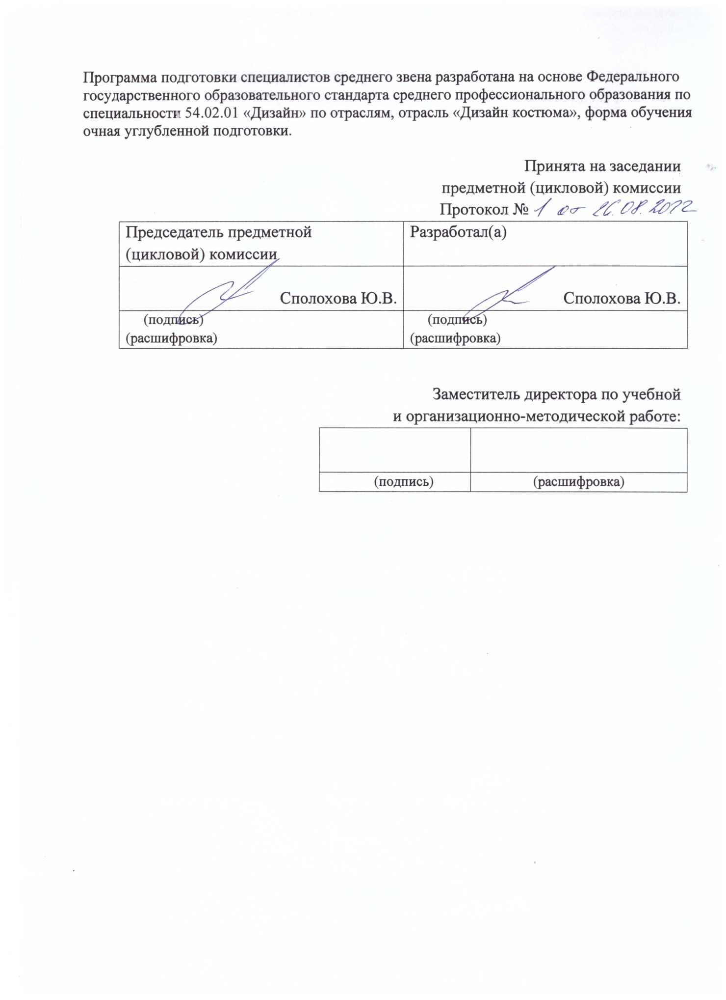 Программа подготовки специалистов среднего звена разработана на основе Федерального
государственного образовательного стандарта среднего профессионального образования по
специальности 54.02.01 «Дизайн» по отраслям, отрасль «Дизайн костюма», форма обучения
очная углубленной подготовки.
Принята на заседании
предметной (цикловой) комиссии
Протокол № 1 от 26.08.2022
Председатель предметной
(цикловой) комиссии
Разработал(а)
Сполохова Ю.В.
Сполохова Ю.В.
(подпись)
(расшифровка)
(подпись)
(расшифровка)
Заместитель директора по учебной
и организационно-методической работе:
(подпись)
(расшифровка)